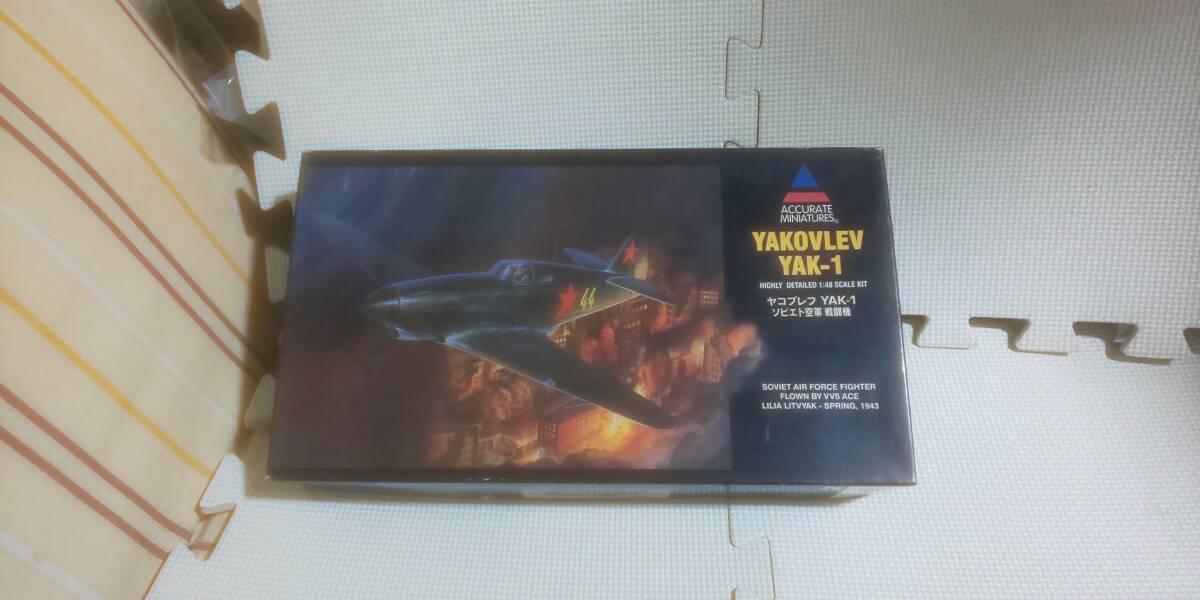 ACCURATE
MINIATURES®
YAKOVLEV
YAK-1
HIGHLY DETAILED 1:48 SCALE KIT
ヤコブレフ YAK-1
ソビエト空軍 戦闘機
44
SOVIET AIR FORCE FIGHTER
FLOWN BY VVS ACE
LILIA LITVYAK - SPRING, 1943